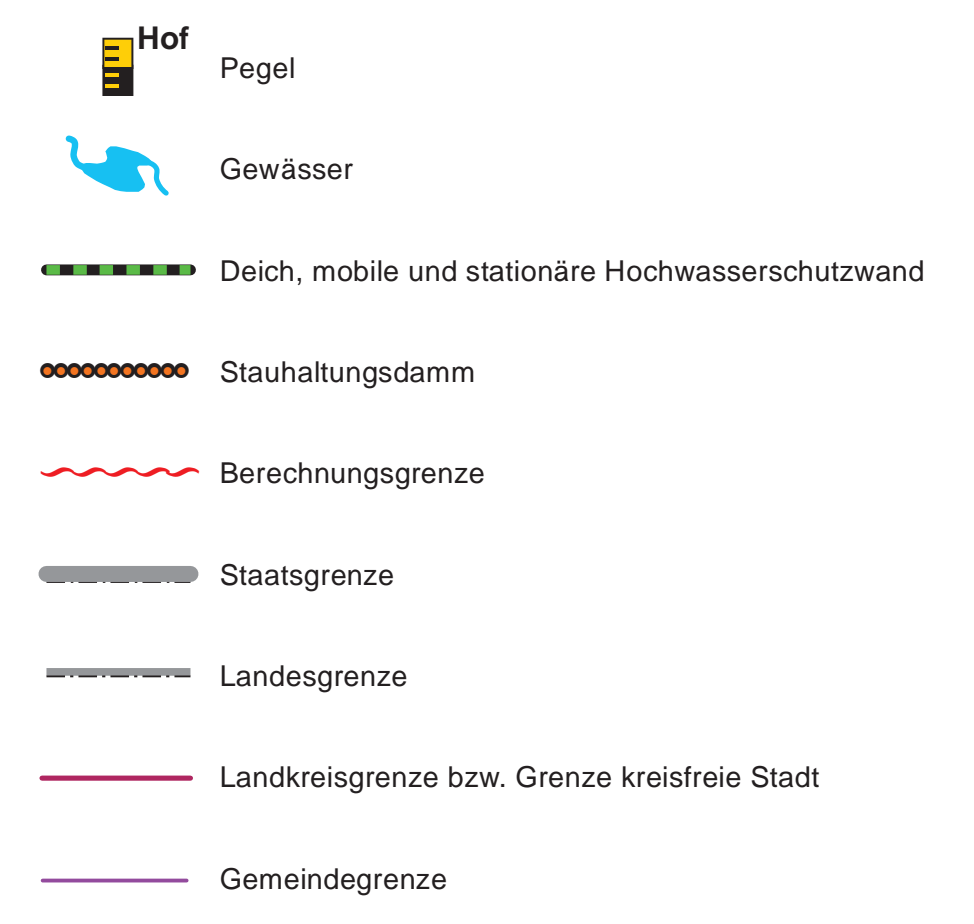 Hof
Pegel
Gewässer
Deich, mobile und stationäre Hochwasserschutzwand
Stauhaltungsdamm
Berechnungsgrenze
Staatsgrenze
Landesgrenze
Landkreisgrenze bzw. Grenze kreisfreie Stadt
Gemeindegrenze